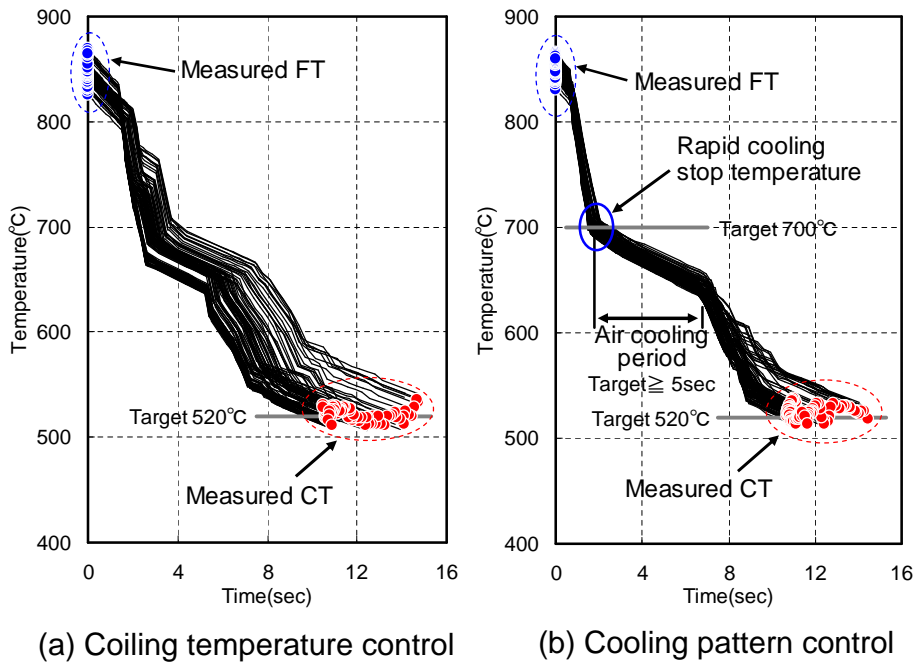 900
800
700
600
500
400
Temperature(°C)
0
4
8
12
16
Time(sec)
Measured FT
Target 520°C
Measured CT
(a) Coiling temperature control
900
800
700
600
500
400
Temperature(°C)
0
4
8
12
16
Time(sec)
Measured FT
Rapid cooling
stop temperature
Target 700°C
Air cooling
period
Target≧ 5sec
Target 520°C
Measured CT
(b) Cooling pattern control